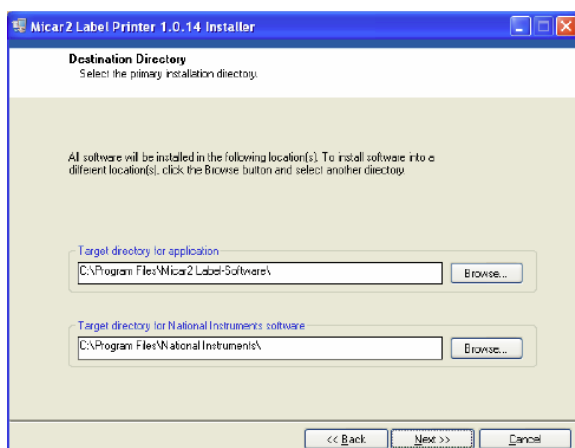 Micar2 Label Printer 1.0.14 Installer
Destination Directory
Select the primary installation directory.
All software will be installed in the following location(s). To install software into a
different location(s), click the Browse button and select another directory.
Target directory for application
C:\Program Files\Micar2 Label-Software\
Browse...
Target directory for National Instruments software
C:\Program Files\National Instruments\
Browse...
<< Back
Next >>
Cancel